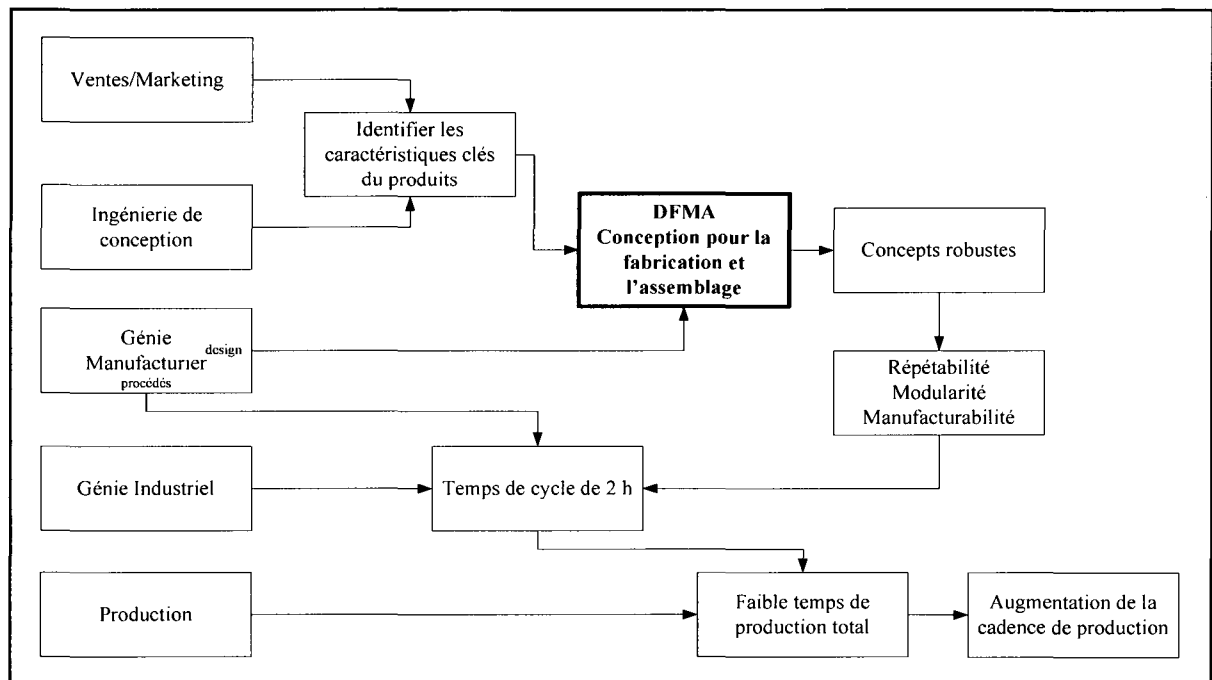 Ventes/Marketing
Identifier les
caractéristiques clés
du produits
Ingénierie de
conception
DFMA
Conception pour la
fabrication et
l'assemblage
Concepts robustes
Génie
Manufacturier design
procédés
Répétabilité
Modularité
Manufacturabilité
Génie Industriel
Temps de cycle de 2 h
Production
Faible temps de
production total
Augmentation de la
cadence de production